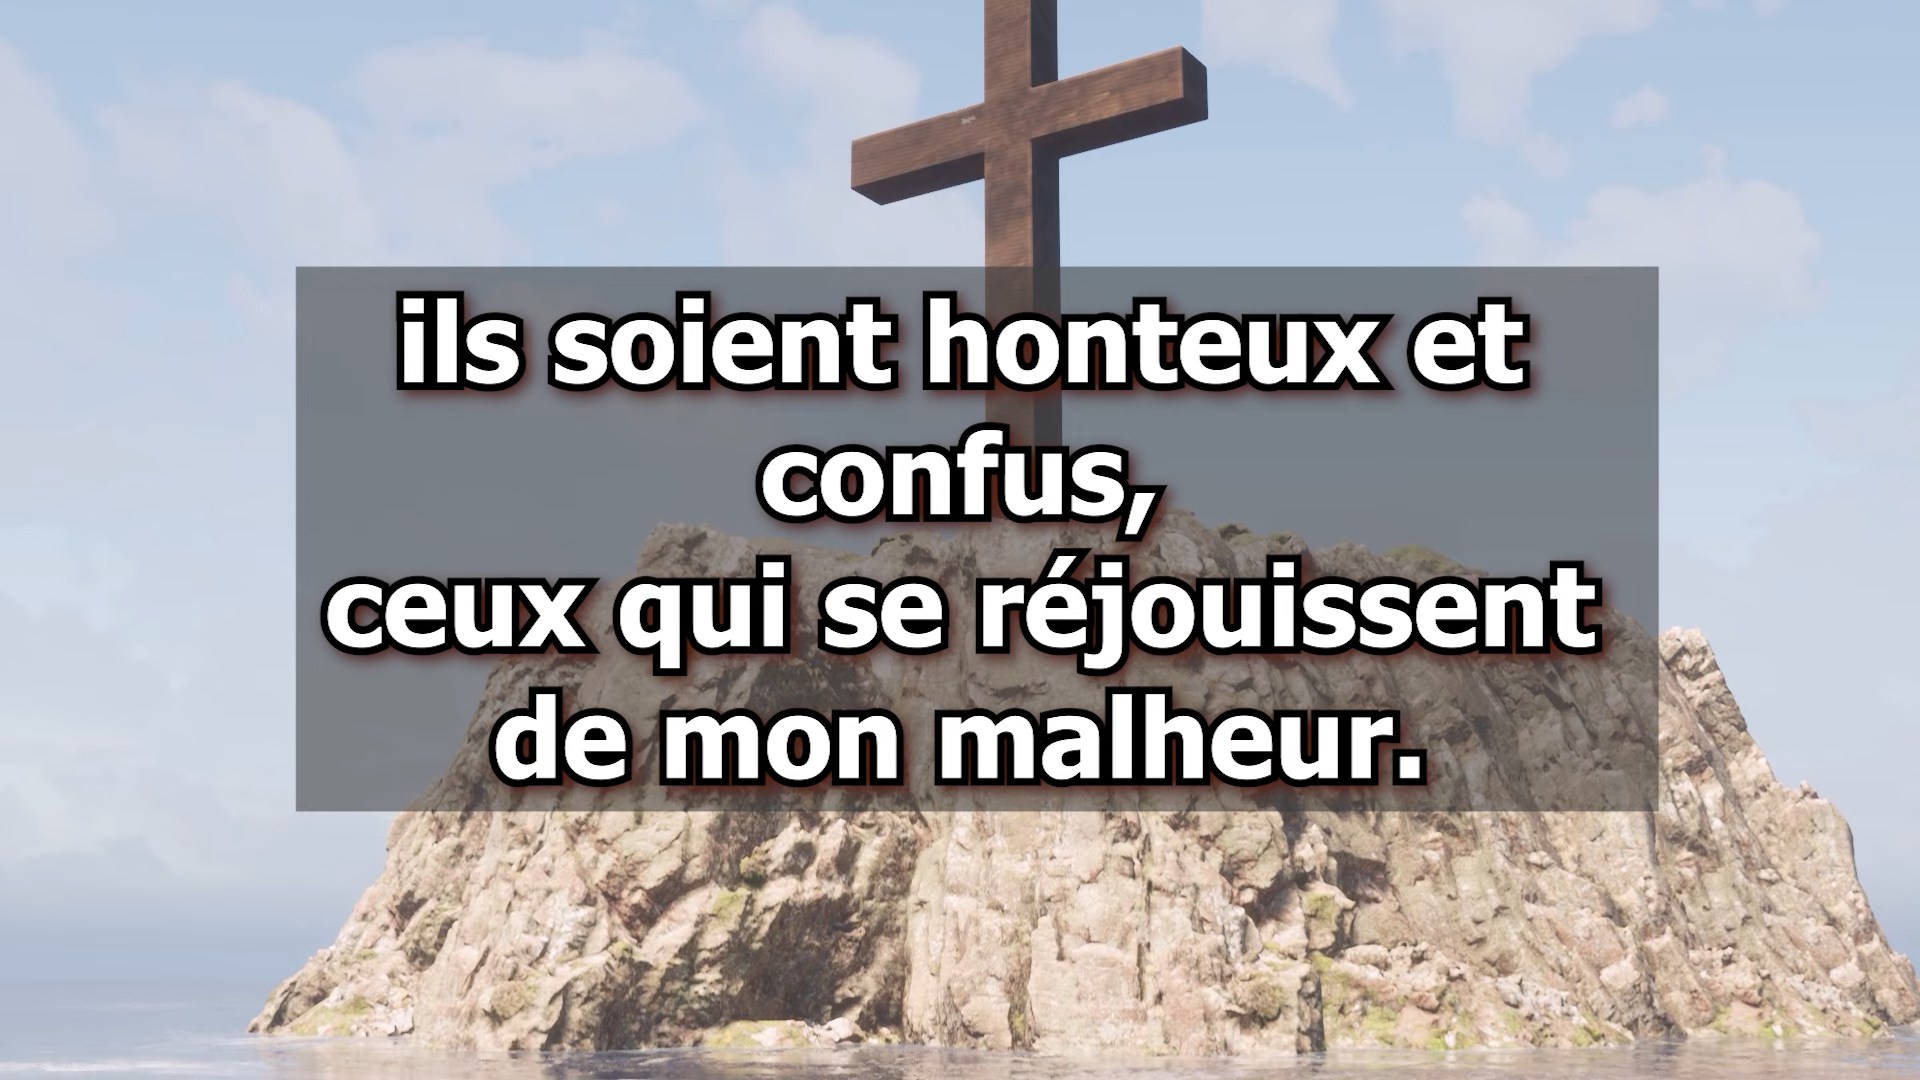 ils soient honteux et
confus,
ceux qui se réjouissent
de mon malheur.